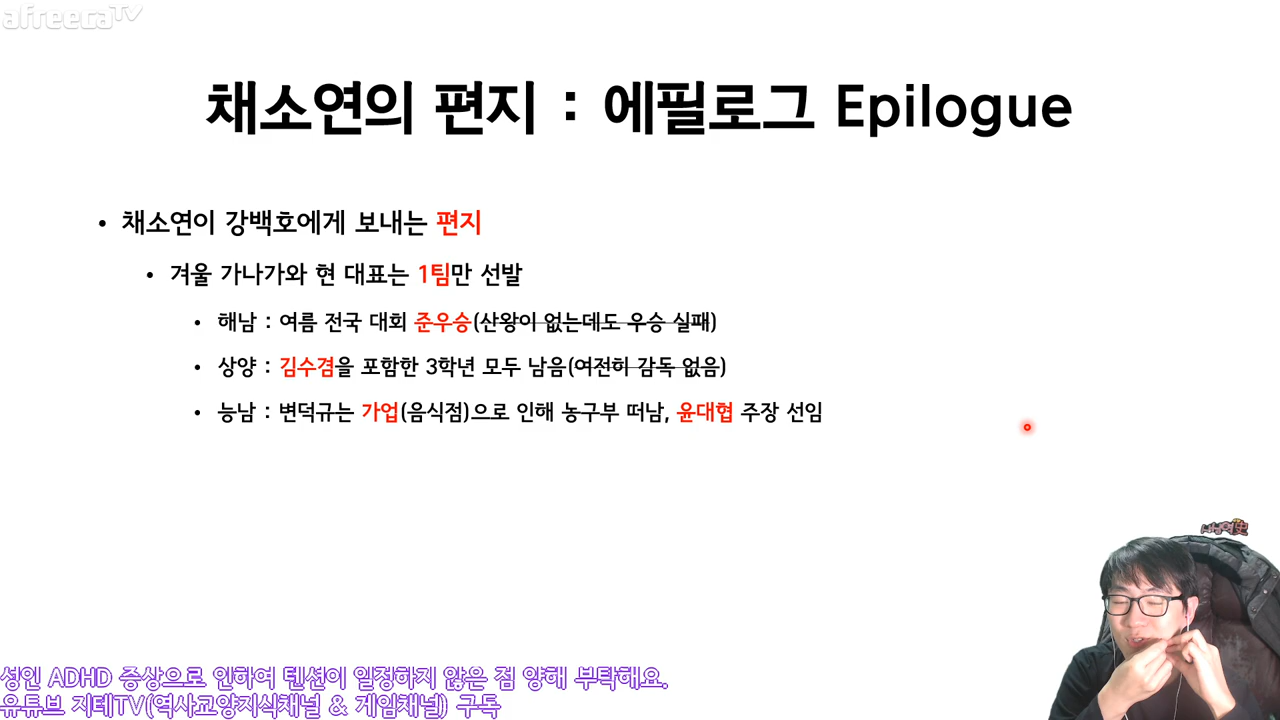 afreecaTV
채소연의 편지 : 에필로그 Epilogue
• 채소연이 강백호에게 보내는 편지
• 겨울 가나가와 현 대표는 1팀만 선발
• 해남 : 여름 전국 대회 준우승(산왕이 없는데도 우승 실패)
• 상양 : 김수겸을 포함한 3학년 모두 남음(여전히 감독 없음)
• 능남 : 변덕규는 가업(음식점)으로 인해 농구부 떠남, 윤대협 주장 선임
성인 ADHD 증상으로 인하여 텐션이 일정하지 않은 점 양해 부탁해요.
유튜브 지테TV(역사교양지식채널 & 게임채널) 구독